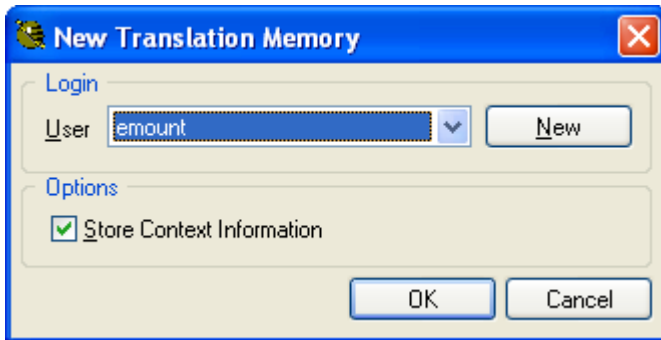 New Translation Memory
Login
User emount New
Options
Store Context Information
OK Cancel